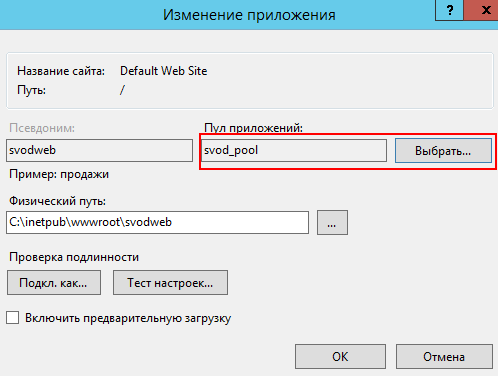 Изменение приложения
?
Название сайта: Default Web Site
Путь: /
Псевдоним: Пул приложений:
svodweb svod_pool Выбрать...
Пример: продажи
Физический путь:
C:\inetpub\wwwroot\svodweb ...
Проверка подлинности
Подкл. как... Тест настроек...
Включить предварительную загрузку
OK Отмена